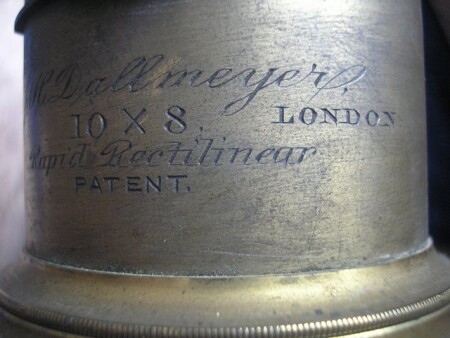 H. Dallmeyer,
10 X 8. LONDON
Rapid Rectilinear
PATENT.